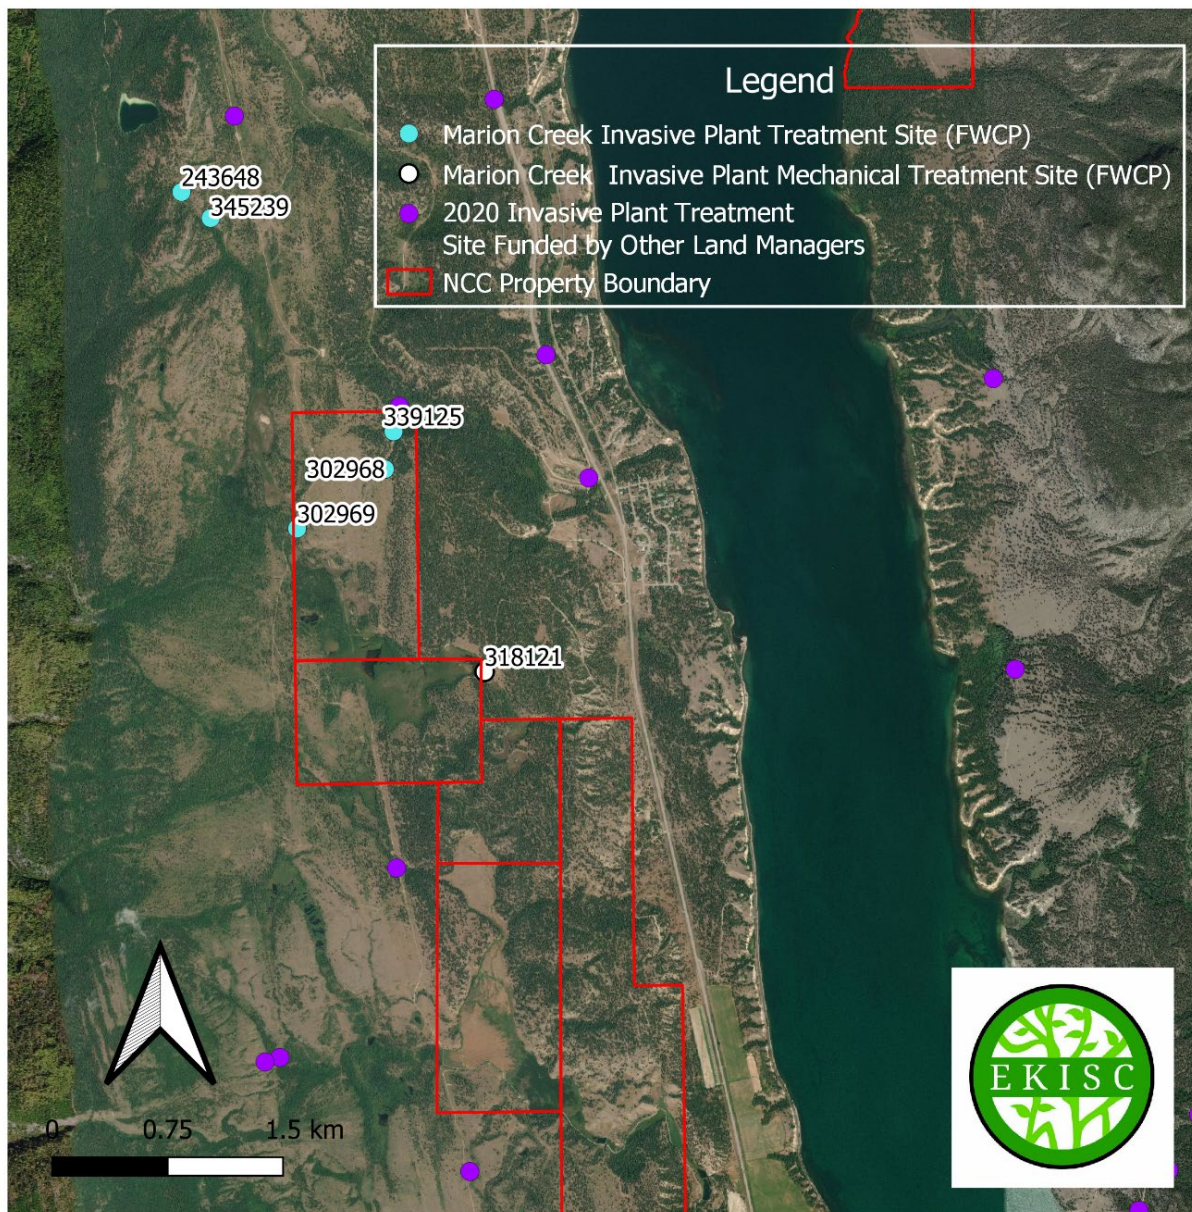 Legend
Marion Creek Invasive Plant Treatment Site (FWCP)
Marion Creek  Invasive Plant Mechanical Treatment Site (FWCP)
2020 Invasive Plant Treatment
Site Funded by Other Land Managers
NCC Property Boundary
243648
345239
339125
302968
302969
318121
0 0.75 1.5 km
EKISC